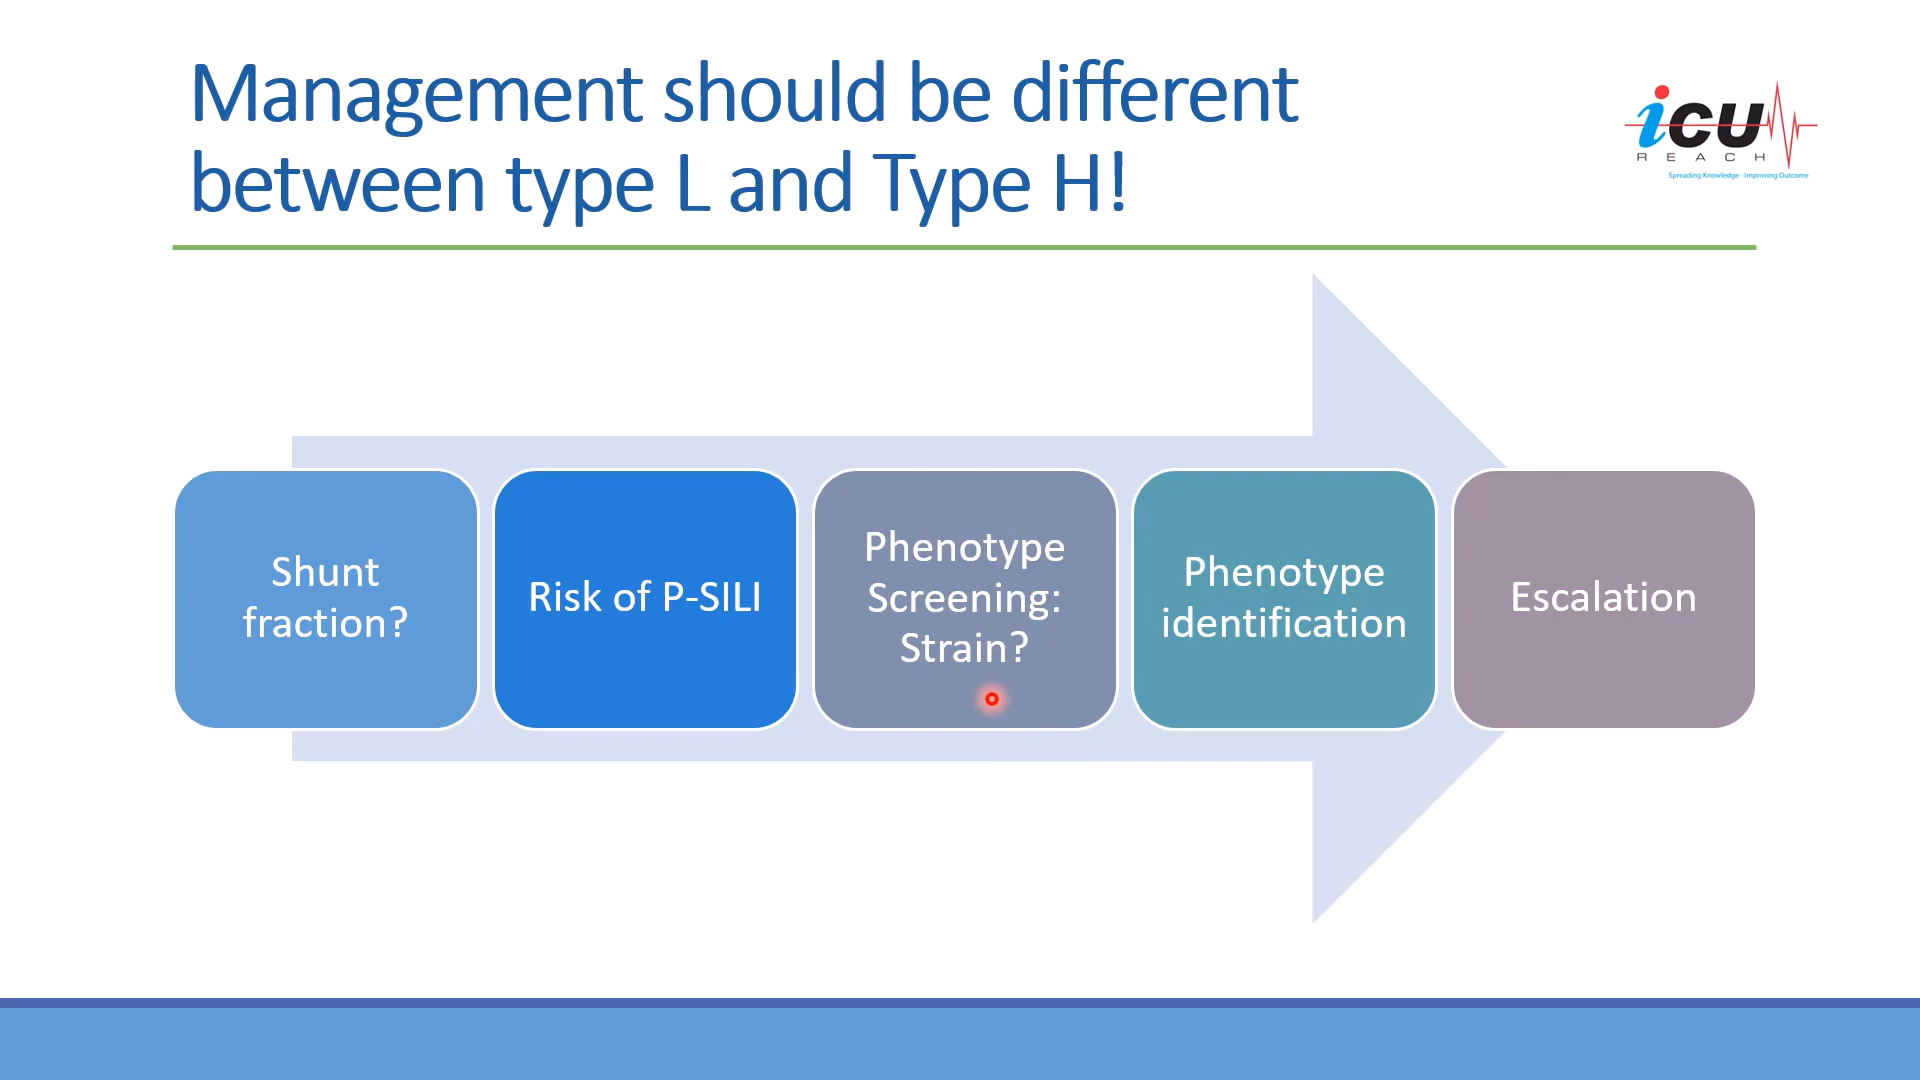 Management should be different
between type L and Type H!
icu
REACH
Spreading Knowledge - Improving Outcome
Shunt
fraction?
Risk of P-SILI
Phenotype
Screening:
Strain?
Phenotype
identification
Escalation